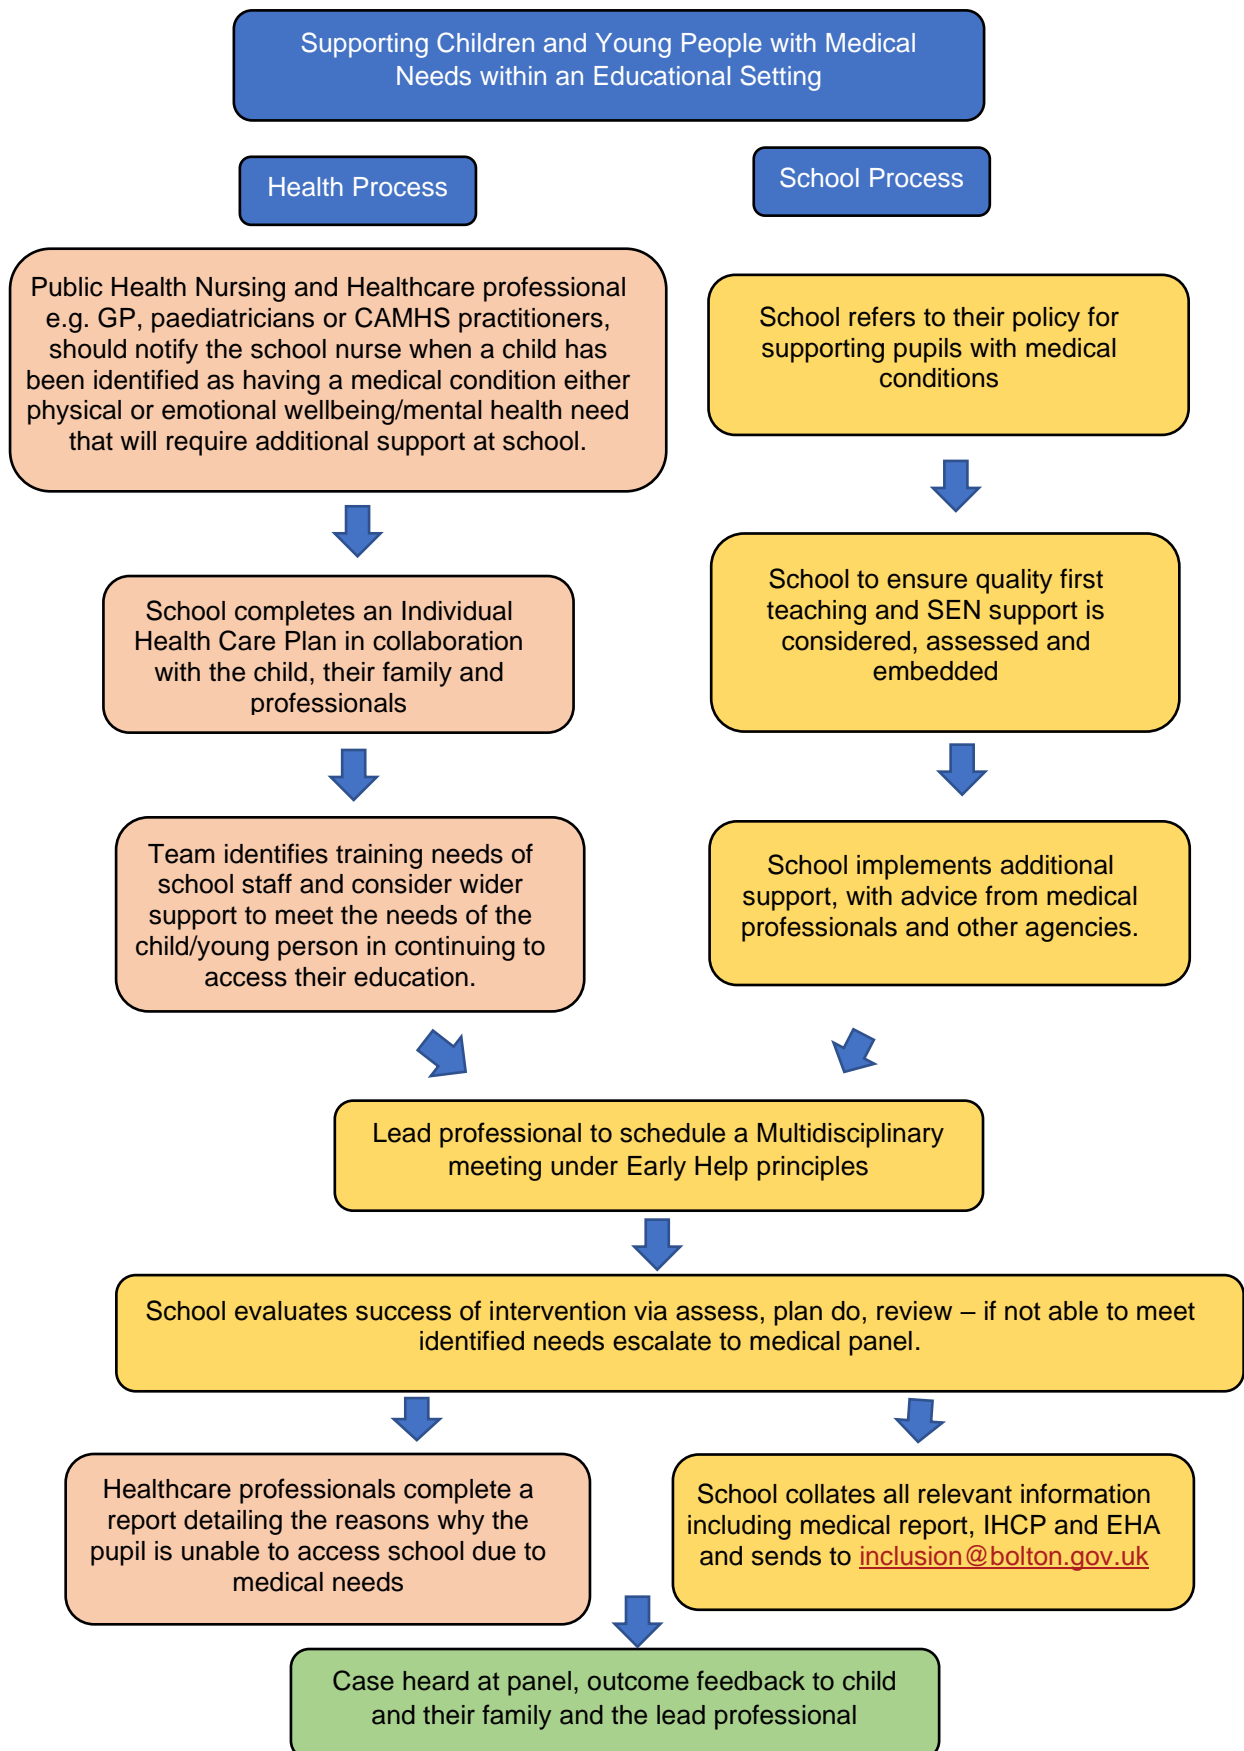 Supporting Children and Young People with Medical
Needs within an Educational Setting
Health Process
School Process
Public Health Nursing and Healthcare professional
e.g. GP, paediatricians or CAMHS practitioners,
should notify the school nurse when a child has
been identified as having a medical condition either
physical or emotional wellbeing/mental health need
that will require additional support at school.
School refers to their policy for
supporting pupils with medical
conditions
School completes an Individual
Health Care Plan in collaboration
with the child, their family and
professionals
School to ensure quality first
teaching and SEN support is
considered, assessed and
embedded
Team identifies training needs of
school staff and consider wider
support to meet the needs of the
child/young person in continuing to
access their education.
School implements additional
support, with advice from medical
professionals and other agencies.
Lead professional to schedule a Multidisciplinary
meeting under Early Help principles
School evaluates success of intervention via assess, plan do, review – if not able to meet
identified needs escalate to medical panel.
Healthcare professionals complete a
report detailing the reasons why the
pupil is unable to access school due to
medical needs
School collates all relevant information
including medical report, IHCP and EHA
and sends to inclusion@bolton.gov.uk
Case heard at panel, outcome feedback to child
and their family and the lead professional